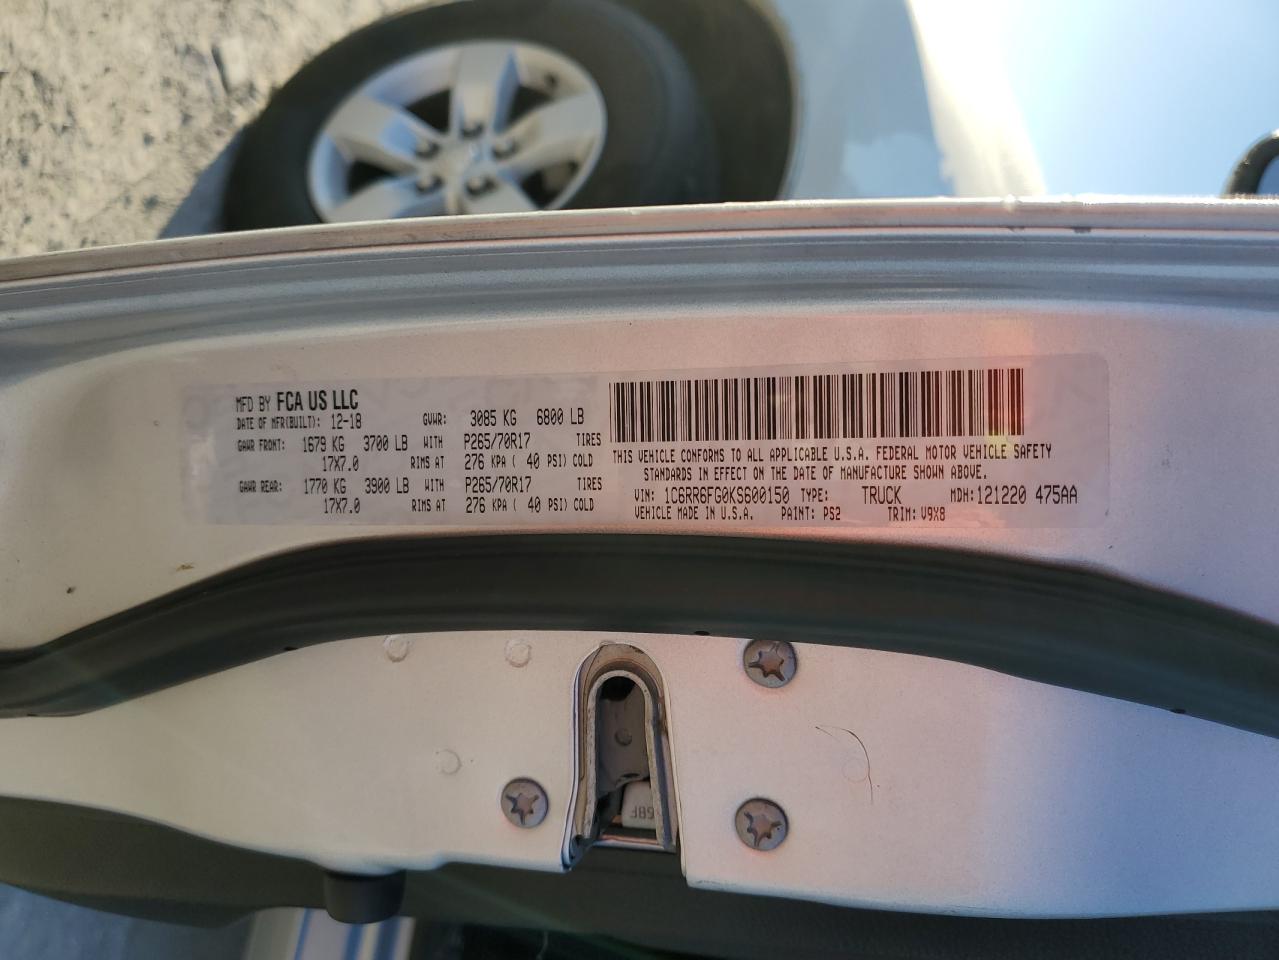 MFD BY FCA US LLC
DATE OF MFR(BUILT): 12-18 GVWR: 3085 KG 6800 LB
GAWR FRONT: 1679 KG 3700 LB WITH P265/70R17 TIRES
17X7.0 RIMS AT 276 KPA ( 40 PSI) COLD
GAWR REAR: 1770 KG 3900 LB WITH P265/70R17 TIRES
17X7.0 RIMS AT 276 KPA ( 40 PSI) COLD
THIS VEHICLE CONFORMS TO ALL APPLICABLE U.S.A. FEDERAL MOTOR VEHICLE SAFETY
STANDARDS IN EFFECT ON THE DATE OF MANUFACTURE SHOWN ABOVE.
VIN: 1C6RR6FG0KS600150 TYPE: TRUCK MDH: 121220 475AA
VEHICLE MADE IN U.S.A. PAINT: PS2 TRIM: V9X8